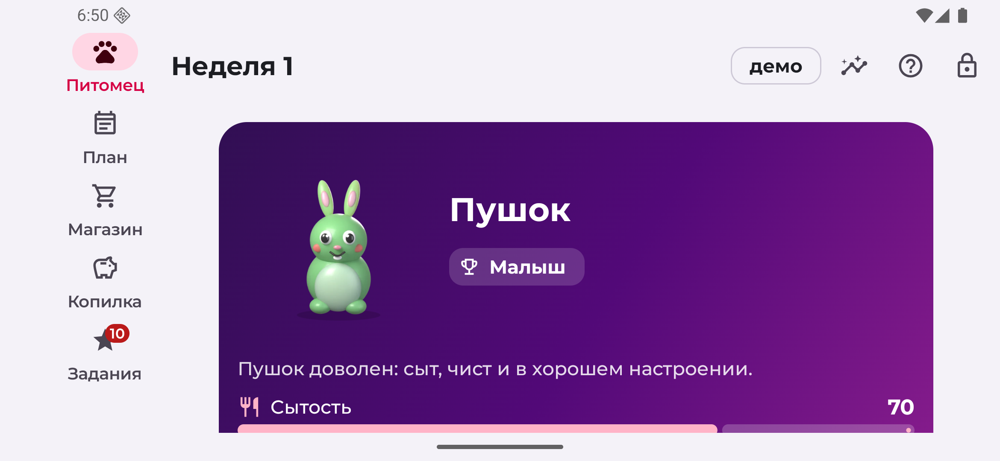 6:50
Питомец
План
Магазин
Копилка
10
Задания
Неделя 1
демо
Пушок
Малыш
Пушок доволен: сыт, чист и в хорошем настроении.
Сытость
70